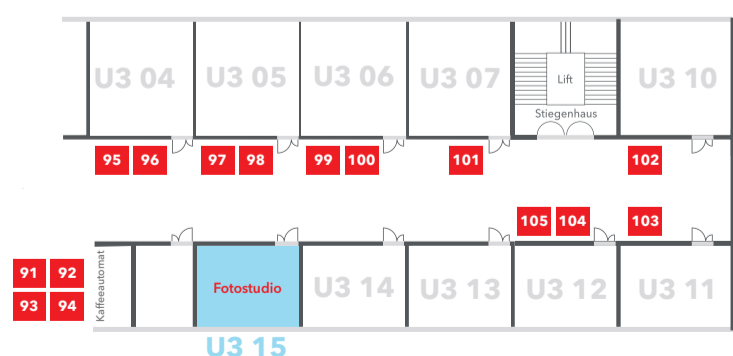 U3 04 U3 05 U3 06 U3 07 Lift U3 10
Stiegenhaus
95 96 97 98 99 100 101 102
105 104 103
91 92
93 94
Kaffeeautomat
Fotostudio U3 14 U3 13 U3 12 U3 11
U3 15